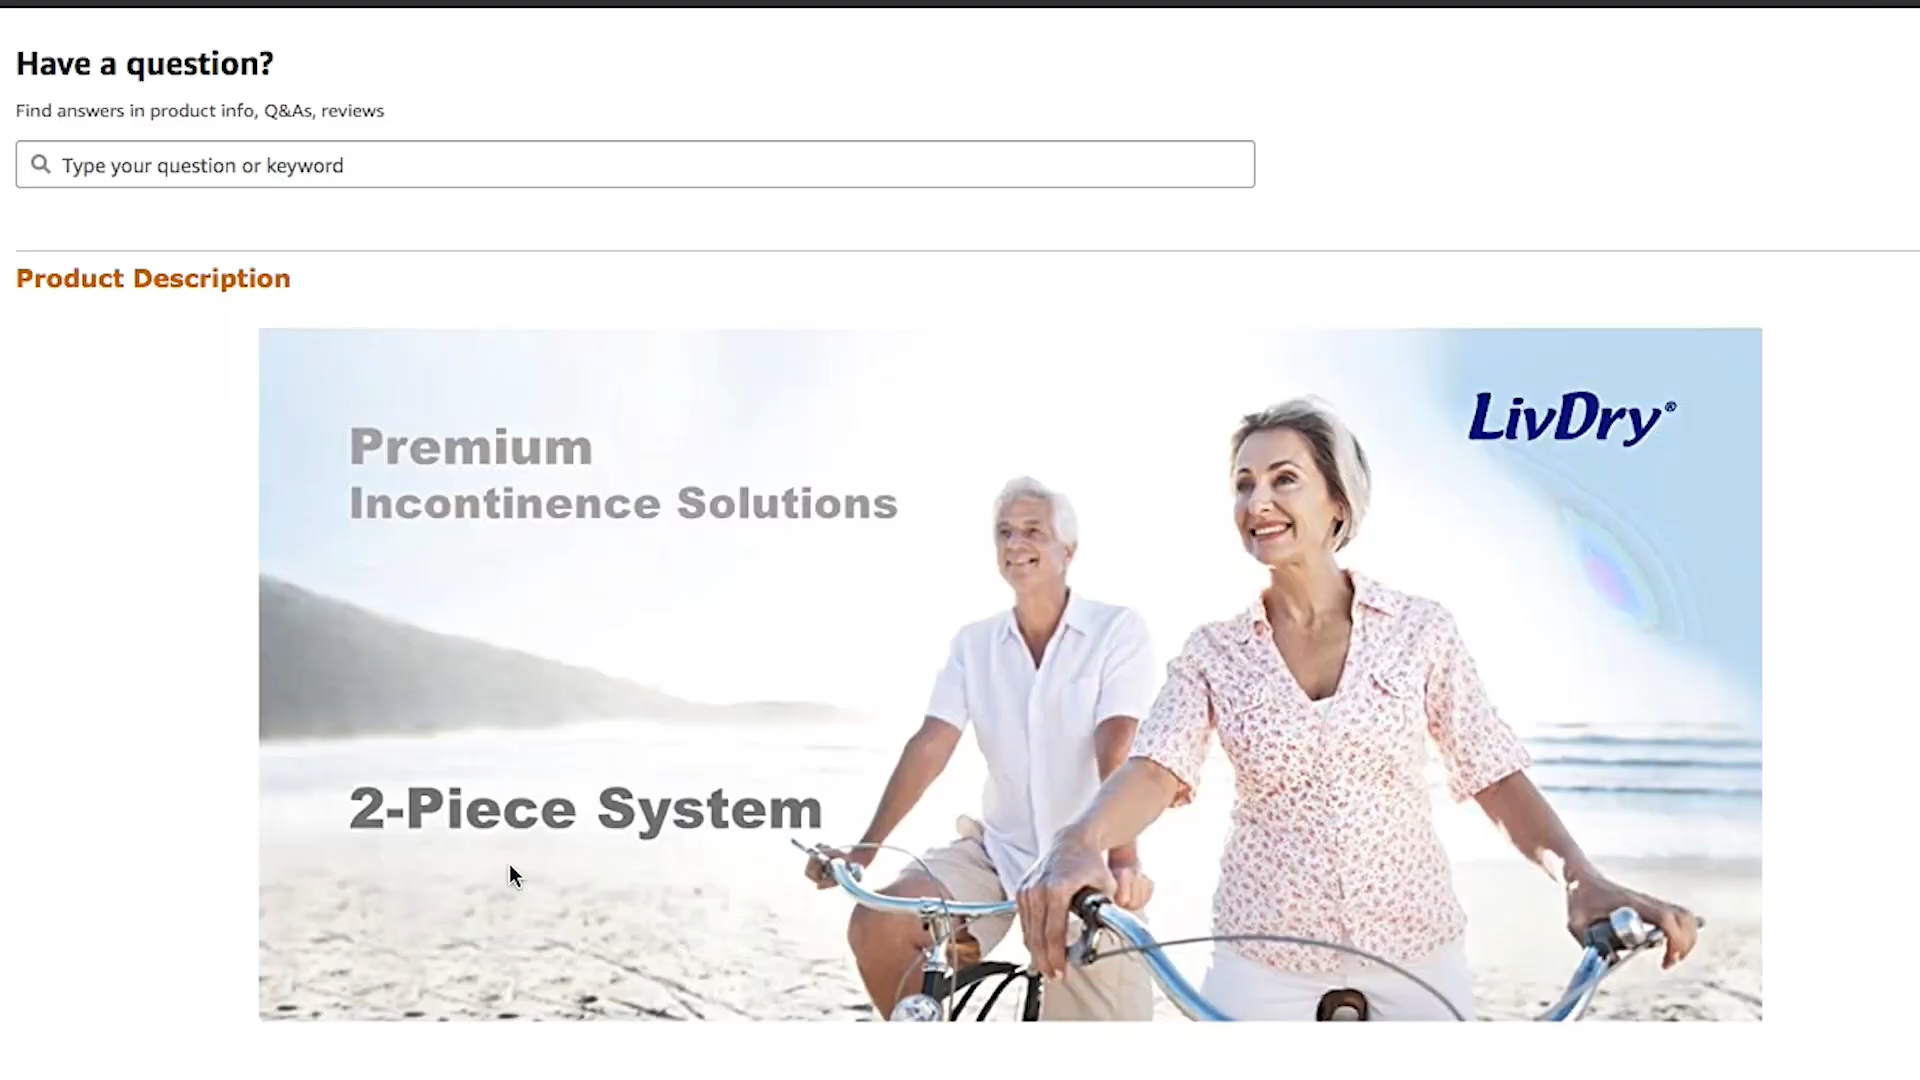 Have a question?
Find answers in product info, Q&As, reviews
Type your question or keyword
Product Description
Premium
Incontinence Solutions
LivDry®
2-Piece System